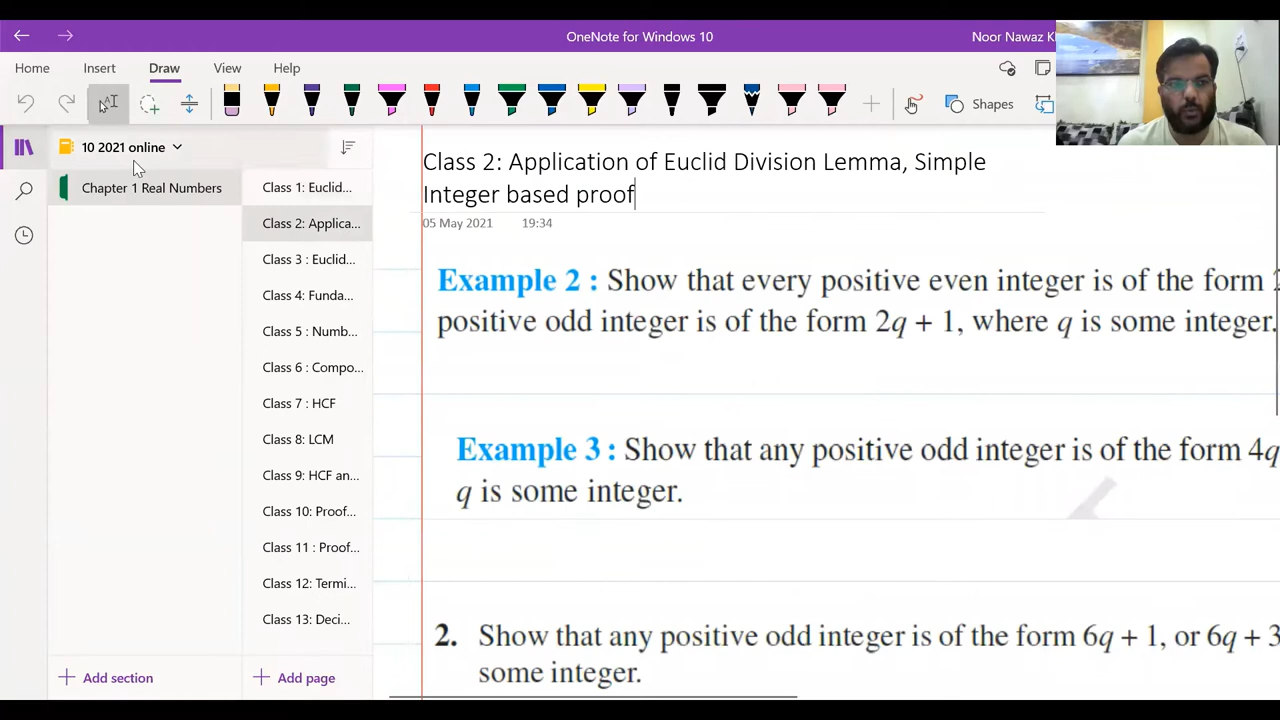 OneNote for Windows 10
Noor Nawaz K
Home Insert Draw View Help
Shapes
10 2021 online
Chapter 1 Real Numbers
Class 1: Euclid...
Class 2: Applica...
Class 3 : Euclid...
Class 4: Funda...
Class 5 : Numb...
Class 6 : Compo...
Class 7 : HCF
Class 8: LCM
Class 9: HCF an...
Class 10: Proof...
Class 11 : Proof...
Class 12: Termi...
Class 13: Deci...
Add section
Add page
Class 2: Application of Euclid Division Lemma, Simple
Integer based proof
05 May 2021 19:34
Example 2 : Show that every positive even integer is of the form
positive odd integer is of the form 2q + 1, where q is some integer.
Example 3 : Show that any positive odd integer is of the form 4q
q is some integer.
2. Show that any positive odd integer is of the form 6q + 1, or 6q + 3
some integer.